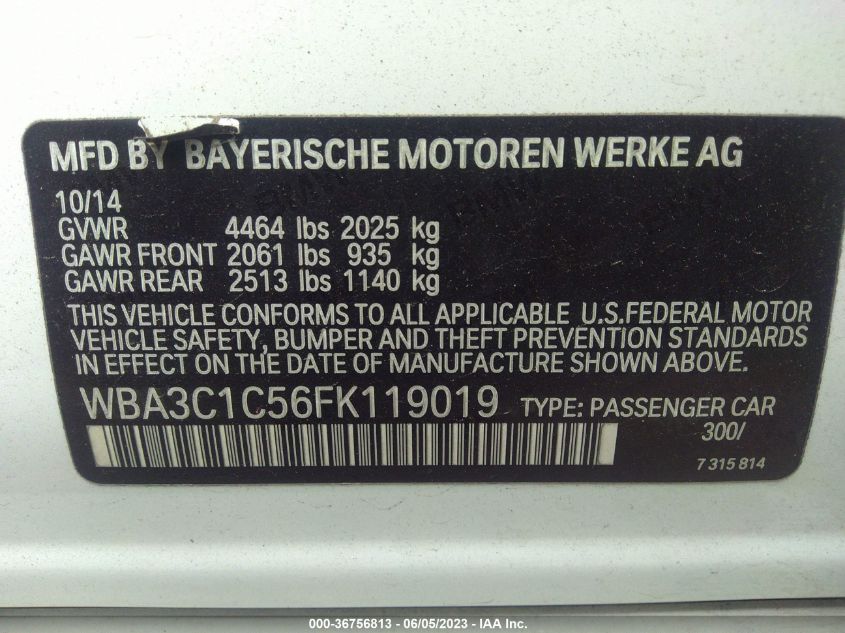 MFD BY BAYERISCHE MOTOREN WERKE AG
10/14
GVWR 4464 lbs 2025 kg
GAWR FRONT 2061 lbs 935 kg
GAWR REAR 2513 lbs 1140 kg
THIS VEHICLE CONFORMS TO ALL APPLICABLE U.S.FEDERAL MOTOR
VEHICLE SAFETY, BUMPER AND THEFT PREVENTION STANDARDS
IN EFFECT ON THE DATE OF MANUFACTURE SHOWN ABOVE.
WBA3C1C56FK119019 TYPE: PASSENGER CAR
300/
7 315 814
000-36756813 - 06/05/2023 - IAA Inc.